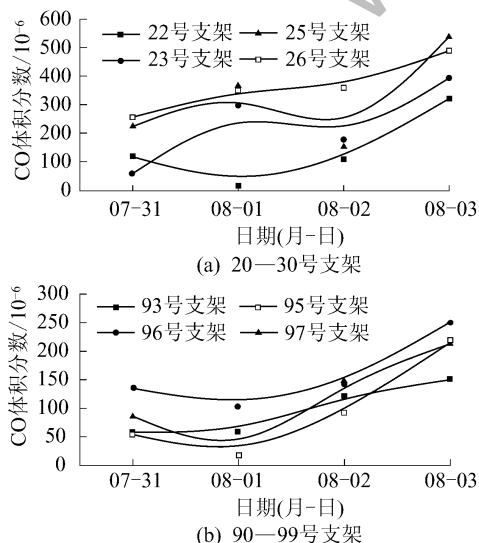 22号支架 25号支架
23号支架 26号支架
CO体积分数/10⁻⁶
600
500
400
300
200
100
0
07-31 08-01 08-02 08-03
日期(月-日)
(a) 20—30号支架
93号支架 95号支架
96号支架 97号支架
CO体积分数/10⁻⁶
300
250
200
150
100
50
0
07-31 08-01 08-02 08-03
日期(月-日)
(b) 90—99号支架